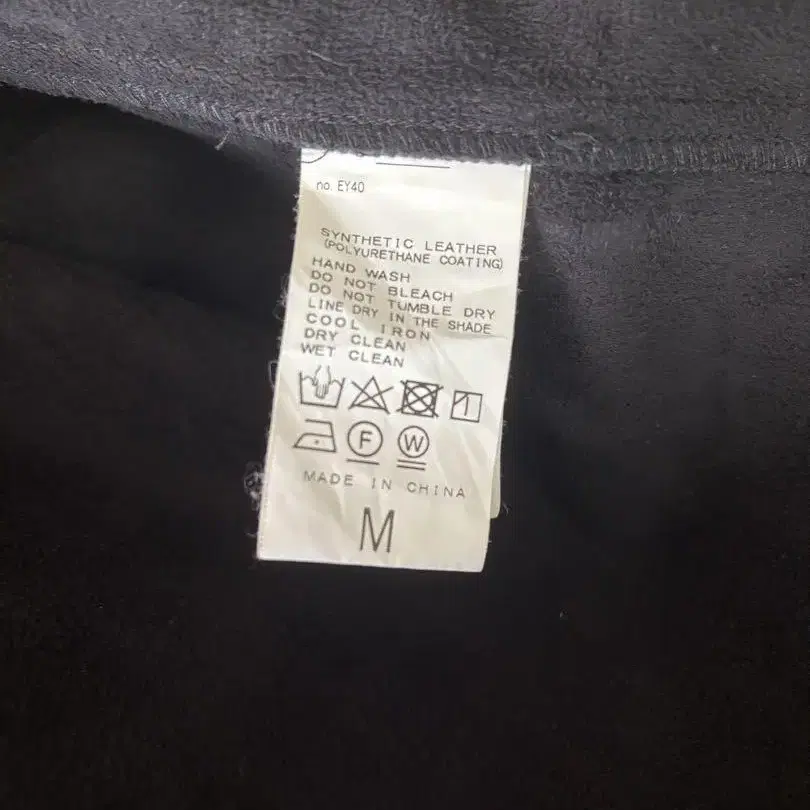 no. EY40
SYNTHETIC LEATHER
(POLYURETHANE COATING)
HAND WASH
DO NOT BLEACH
DO NOT TUMBLE DRY
LINE DRY IN THE SHADE
COOL IRON
DRY CLEAN
WET CLEAN
F W
MADE IN CHINA
M